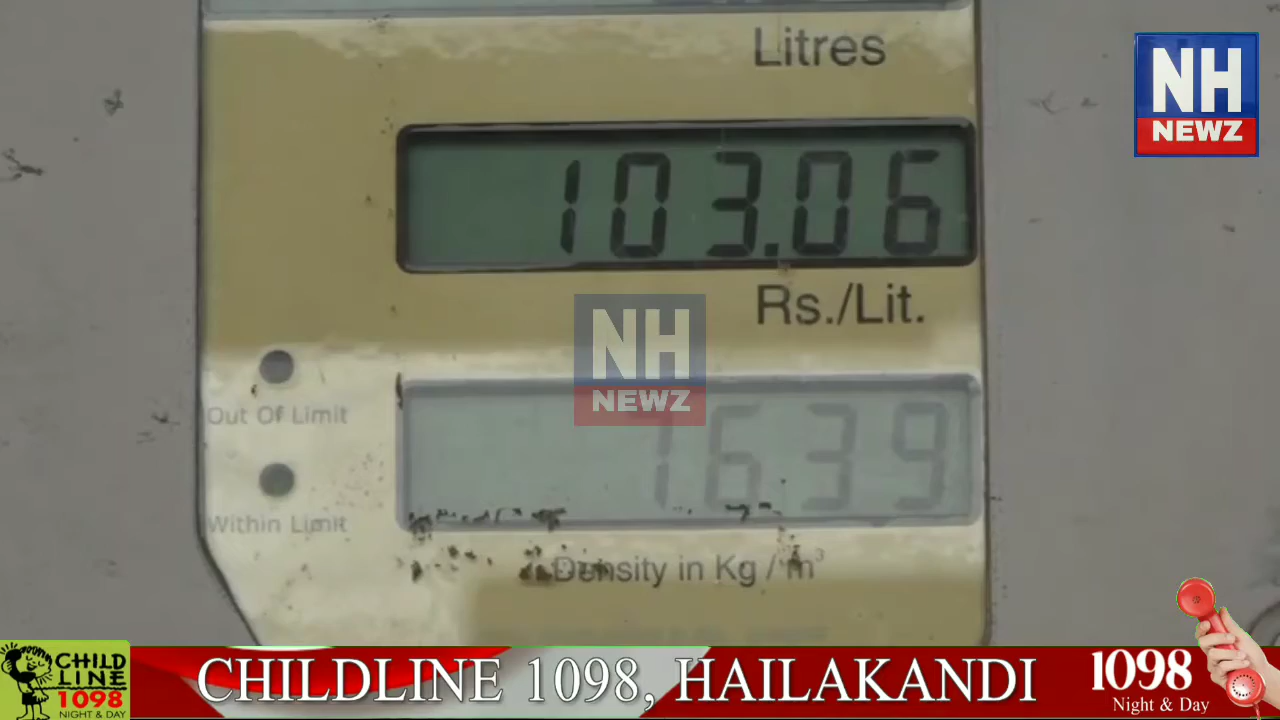 Litres
NH
NEWZ
103.06
Rs./Lit.
NH
NEWZ
Out Of Limit
Within Limit
Density in Kg / m³
CHILD
LINE
1098
NIGHT & DAY
CHILDLINE 1098, HAILAKANDI
1098
Night & Day